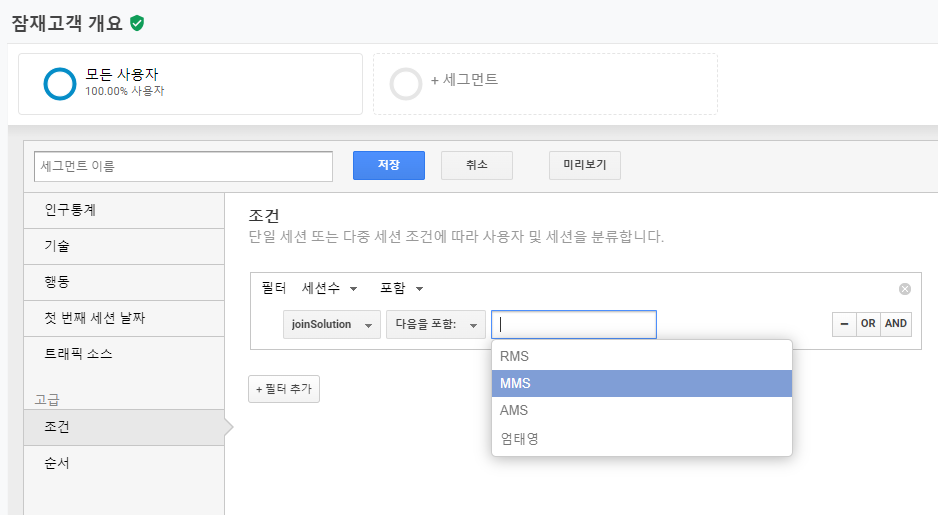 잠재고객 개요
모든 사용자
100.00% 사용자
+ 세그먼트
세그먼트 이름
저장
취소
미리보기
인구통계
기술
행동
첫 번째 세션 날짜
트래픽 소스
고급
조건
순서
조건
단일 세션 또는 다중 세션 조건에 따라 사용자 및 세션을 분류합니다.
필터 세션수 포함
joinSolution 다음을 포함: – OR AND
RMS
MMS
AMS
엄태영
+ 필터 추가